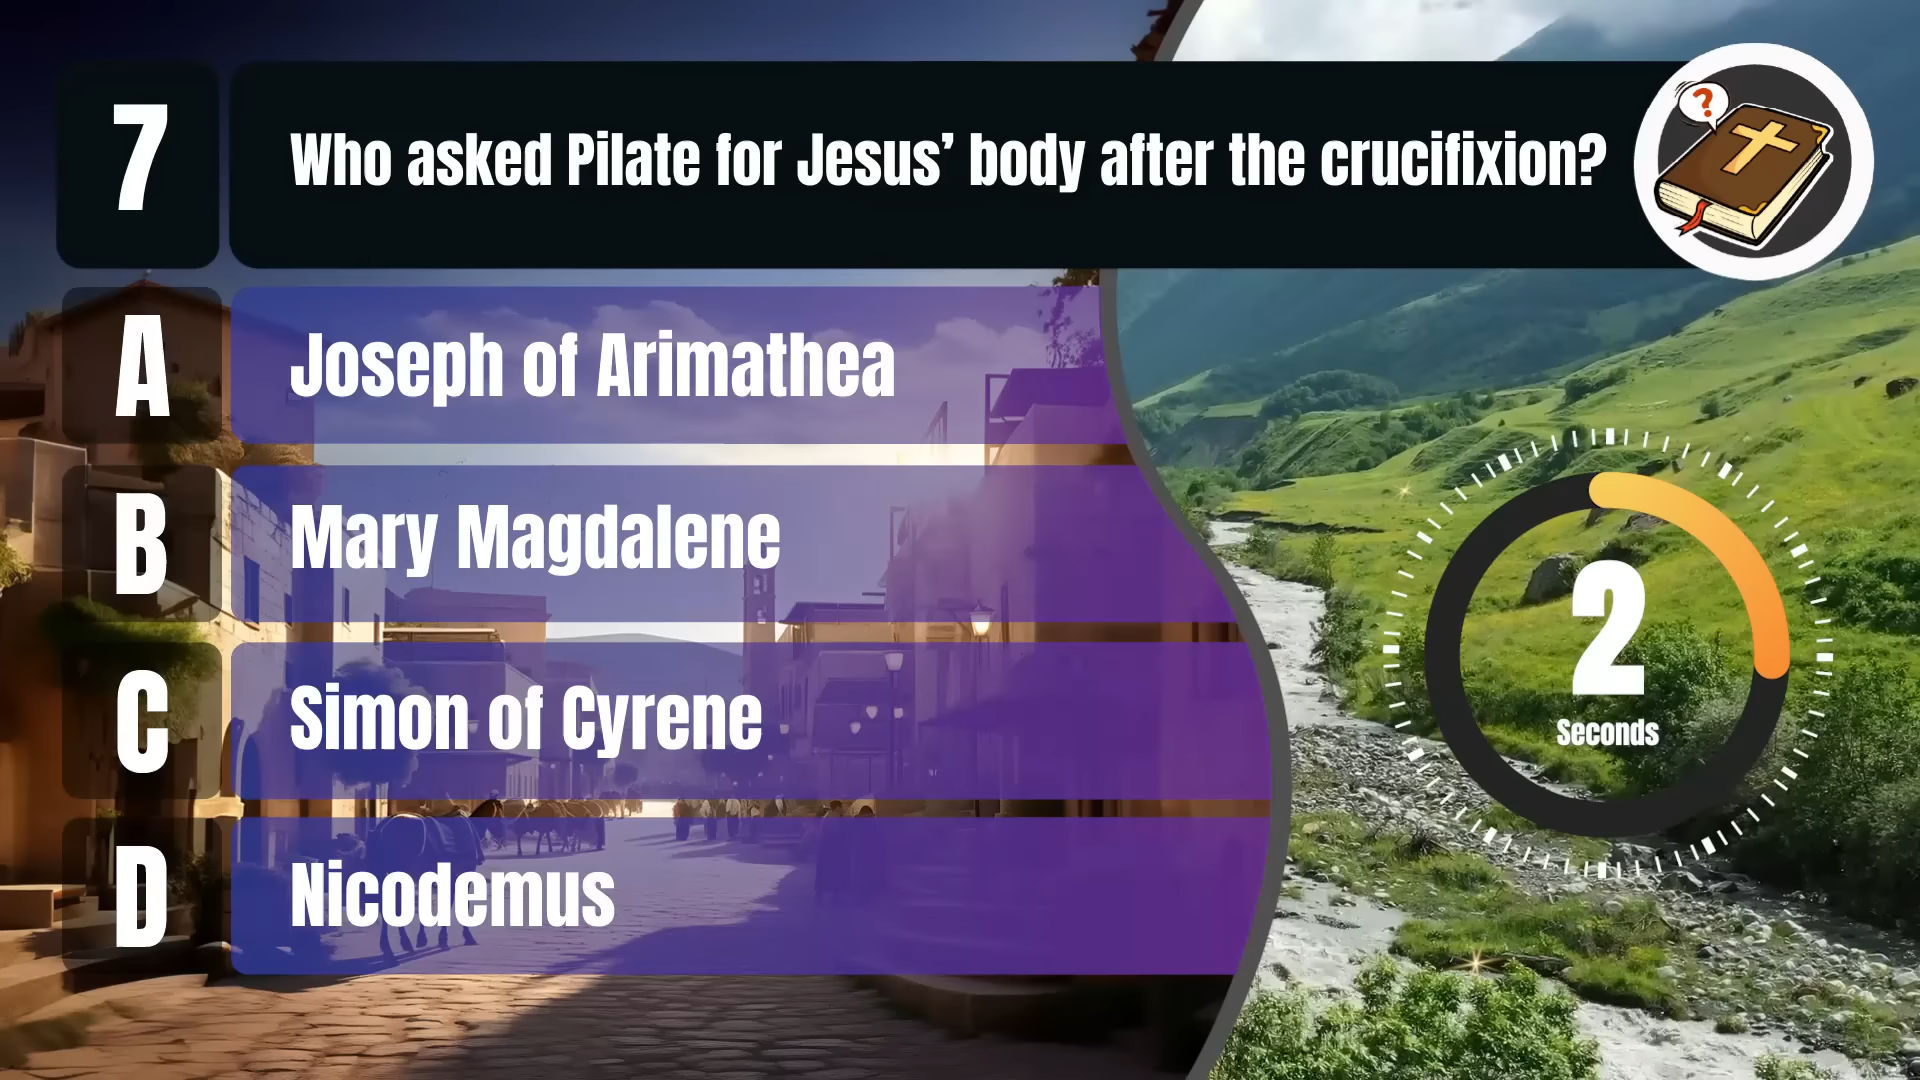 7
Who asked Pilate for Jesus’ body after the crucifixion?
?
A
Joseph of Arimathea
B
Mary Magdalene
C
Simon of Cyrene
D
Nicodemus
2
Seconds